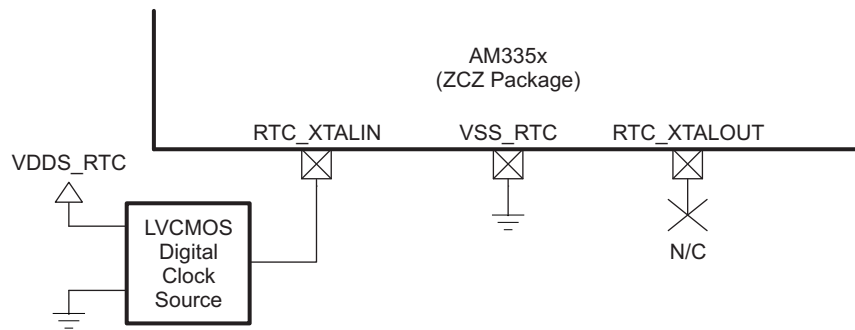 AM335x
(ZCZ Package)
RTC_XTALIN
VSS_RTC
RTC_XTALOUT
VDDS_RTC
LVCMOS
Digital
Clock
Source
N/C